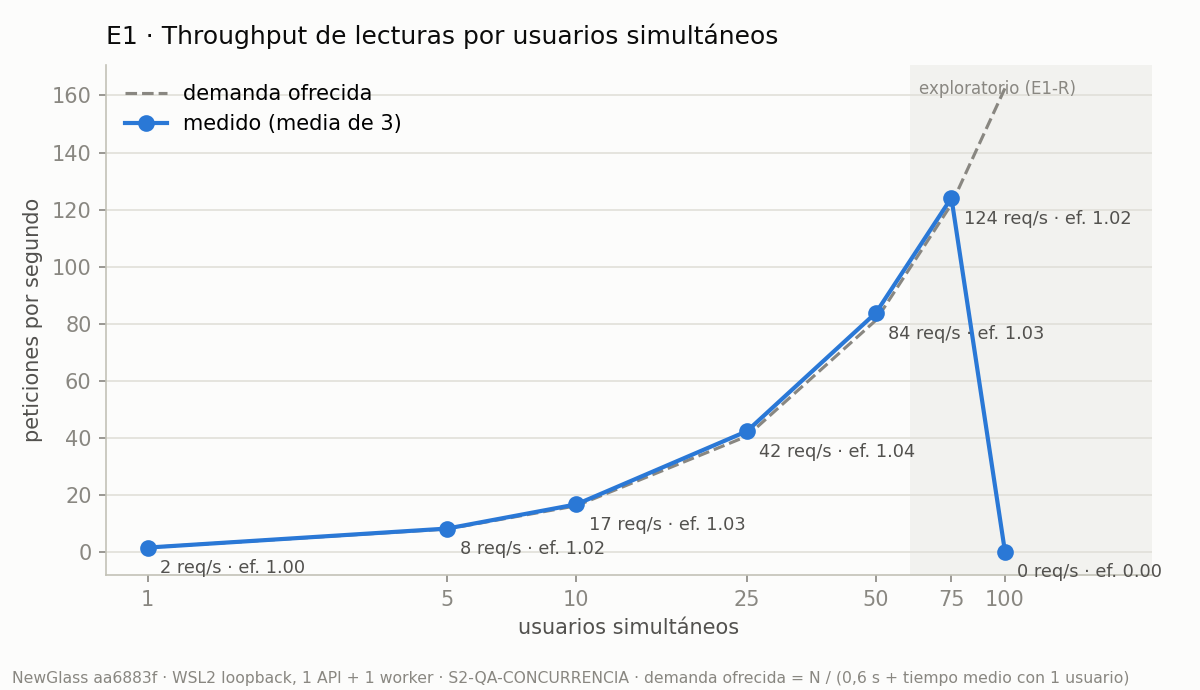 E1 · Throughput de lecturas por usuarios simultáneos
demanda ofrecida
medido (media de 3)
exploratorio (E1-R)
peticiones por segundo
160
140
120
100
80
60
40
20
0
2 req/s · ef. 1.00
8 req/s · ef. 1.02
17 req/s · ef. 1.03
42 req/s · ef. 1.04
84 req/s · ef. 1.03
124 req/s · ef. 1.02
0 req/s · ef. 0.00
1 5 10 25 50 75 100
usuarios simultáneos
NewGlass aa6883f · WSL2 loopback, 1 API + 1 worker · S2-QA-CONCURRENCIA · demanda ofrecida = N / (0,6 s + tiempo medio con 1 usuario)